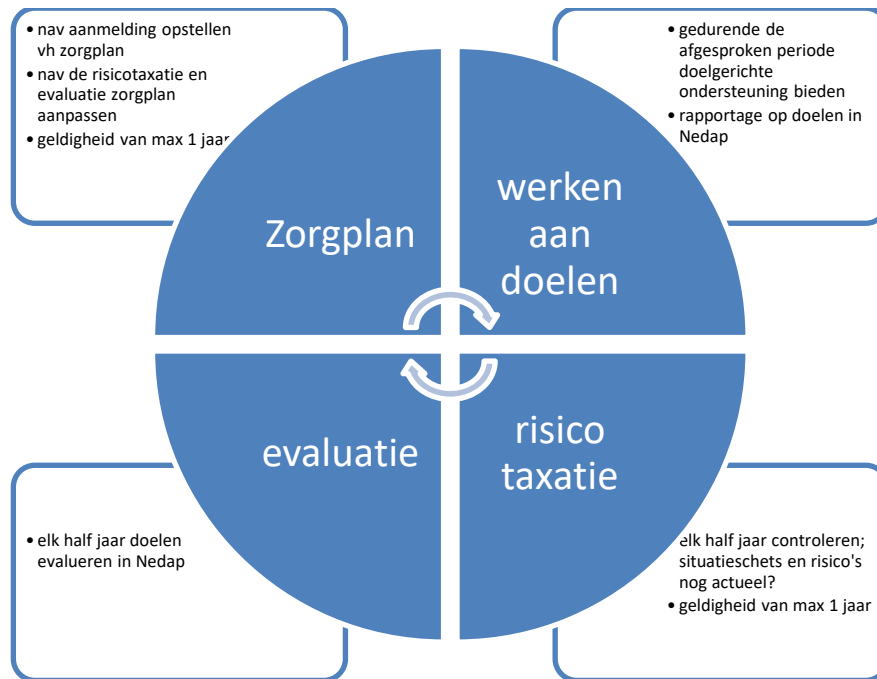 • nav aanmelding opstellen
vh zorgplan
• nav de risicotaxatie en
evaluatie zorgplan
aanpassen
• geldigheid van max 1 jaar
• gedurende de
afgesproken periode
doelgerichte
ondersteuning bieden
• rapportage op doelen in
Nedap
Zorgplan
werken
aan
doelen
evaluatie
risico
taxatie
• elk half jaar doelen
evalueren in Nedap
elk half jaar controleren;
situatieschets en risico's
nog actueel?
• geldigheid van max 1 jaar